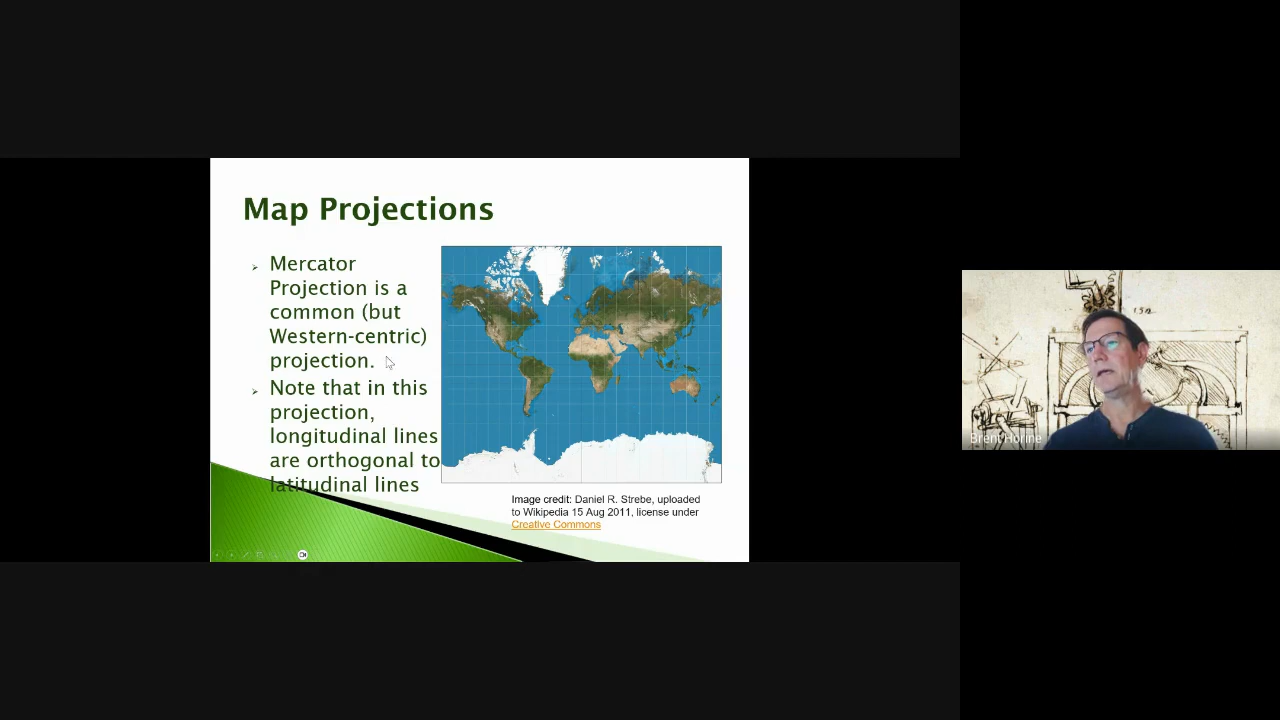 Map Projections
Mercator
Projection is a
common (but
Western-centric)
projection.
Note that in this
projection,
longitudinal lines
are orthogonal to
latitudinal lines
Image credit: Daniel R. Strebe, uploaded
to Wikipedia 15 Aug 2011, license under
Creative Commons
Brent Horine